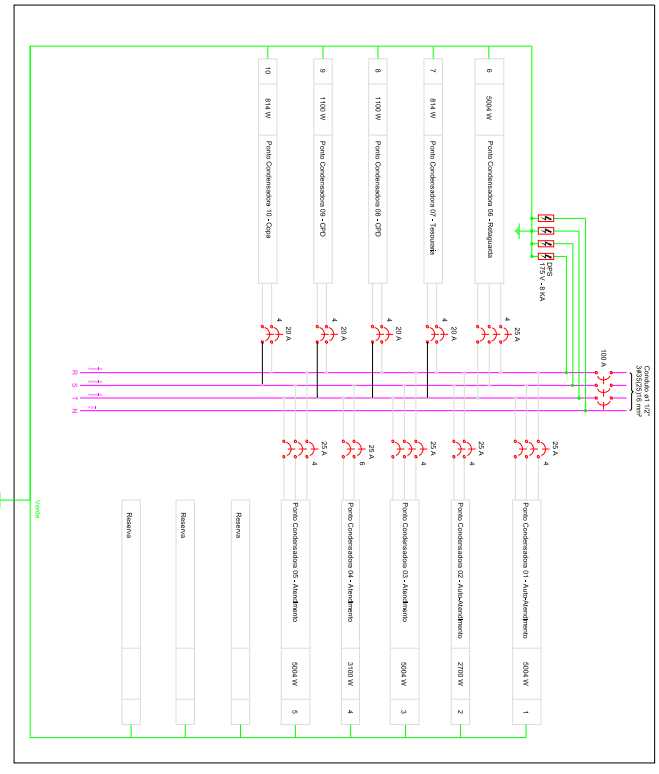 Conduto ø1 1/2"
3#35(25)16 mm²
100 A
DPS
175 V - 8 KA
R
S
T
N
1
5004 W
Ponto Condensadora 01 - Auto-Atendimento
4
25 A
2
2700 W
Ponto Condensadora 02 - Auto-Atendimento
4
25 A
3
5004 W
Ponto Condensadora 03 - Atendimento
4
25 A
4
3100 W
Ponto Condensadora 04 - Atendimento
6
25 A
5
5004 W
Ponto Condensadora 05 - Atendimento
4
25 A
Reserva
Reserva
Reserva
6
5004 W
Ponto Condensadora 06 - Retaguarda
4
25 A
7
814 W
Ponto Condensadora 07 - Tesouraria
4
20 A
8
1100 W
Ponto Condensadora 08 - CPD
4
20 A
9
1100 W
Ponto Condensadora 09 - CPD
4
20 A
10
814 W
Ponto Condensadora 10 - Copa
4
20 A
Verde